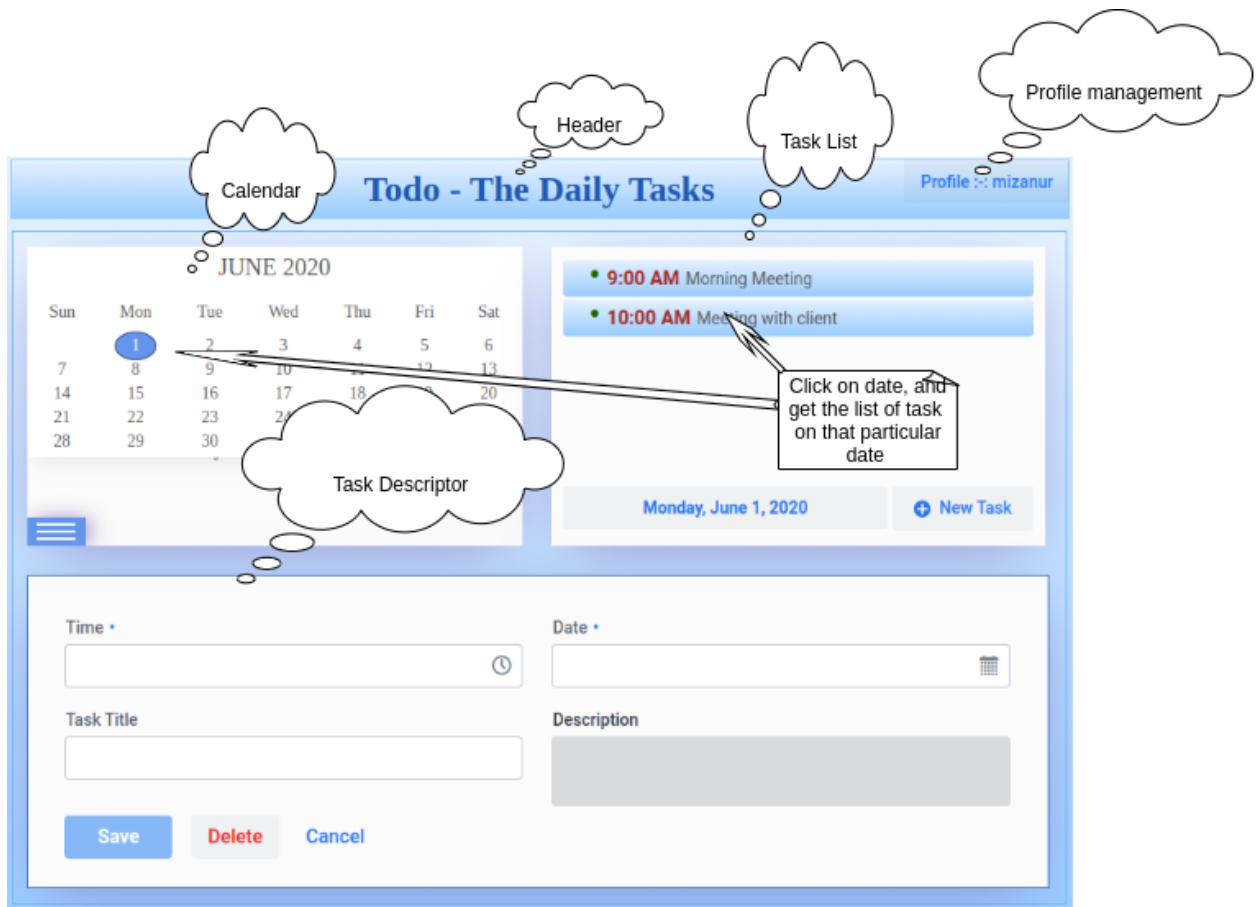 Profile management
Header
Task List
Calendar
Todo - The Daily Tasks
Profile :-: mizanur
JUNE 2020
Sun Mon Tue Wed Thu Fri Sat
1 2 3 4 5 6
7 8 9 10 12 13
14 15 16 17 18 20
21 22 23 24
28 29 30
9:00 AM Morning Meeting
10:00 AM Meeting with client
Click on date, and
get the list of task
on that particular
date
Task Descriptor
Monday, June 1, 2020
New Task
Time •
Date •
Task Title
Description
Save
Delete
Cancel